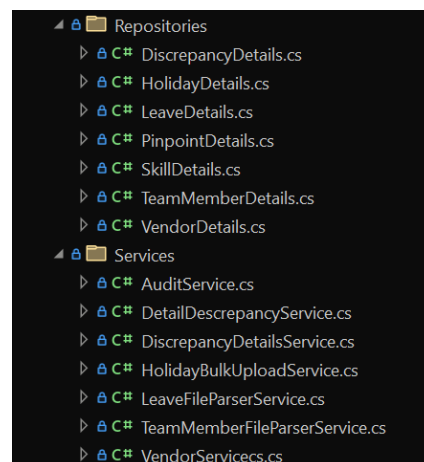 Repositories
C# DiscrepancyDetails.cs
C# HolidayDetails.cs
C# LeaveDetails.cs
C# PinpointDetails.cs
C# SkillDetails.cs
C# TeamMemberDetails.cs
C# VendorDetails.cs
Services
C# AuditService.cs
C# DetailDescrepancyService.cs
C# DiscrepancyDetailsService.cs
C# HolidayBulkUploadService.cs
C# LeaveFileParserService.cs
C# TeamMemberFileParserService.cs
C# VendorServicecs.cs